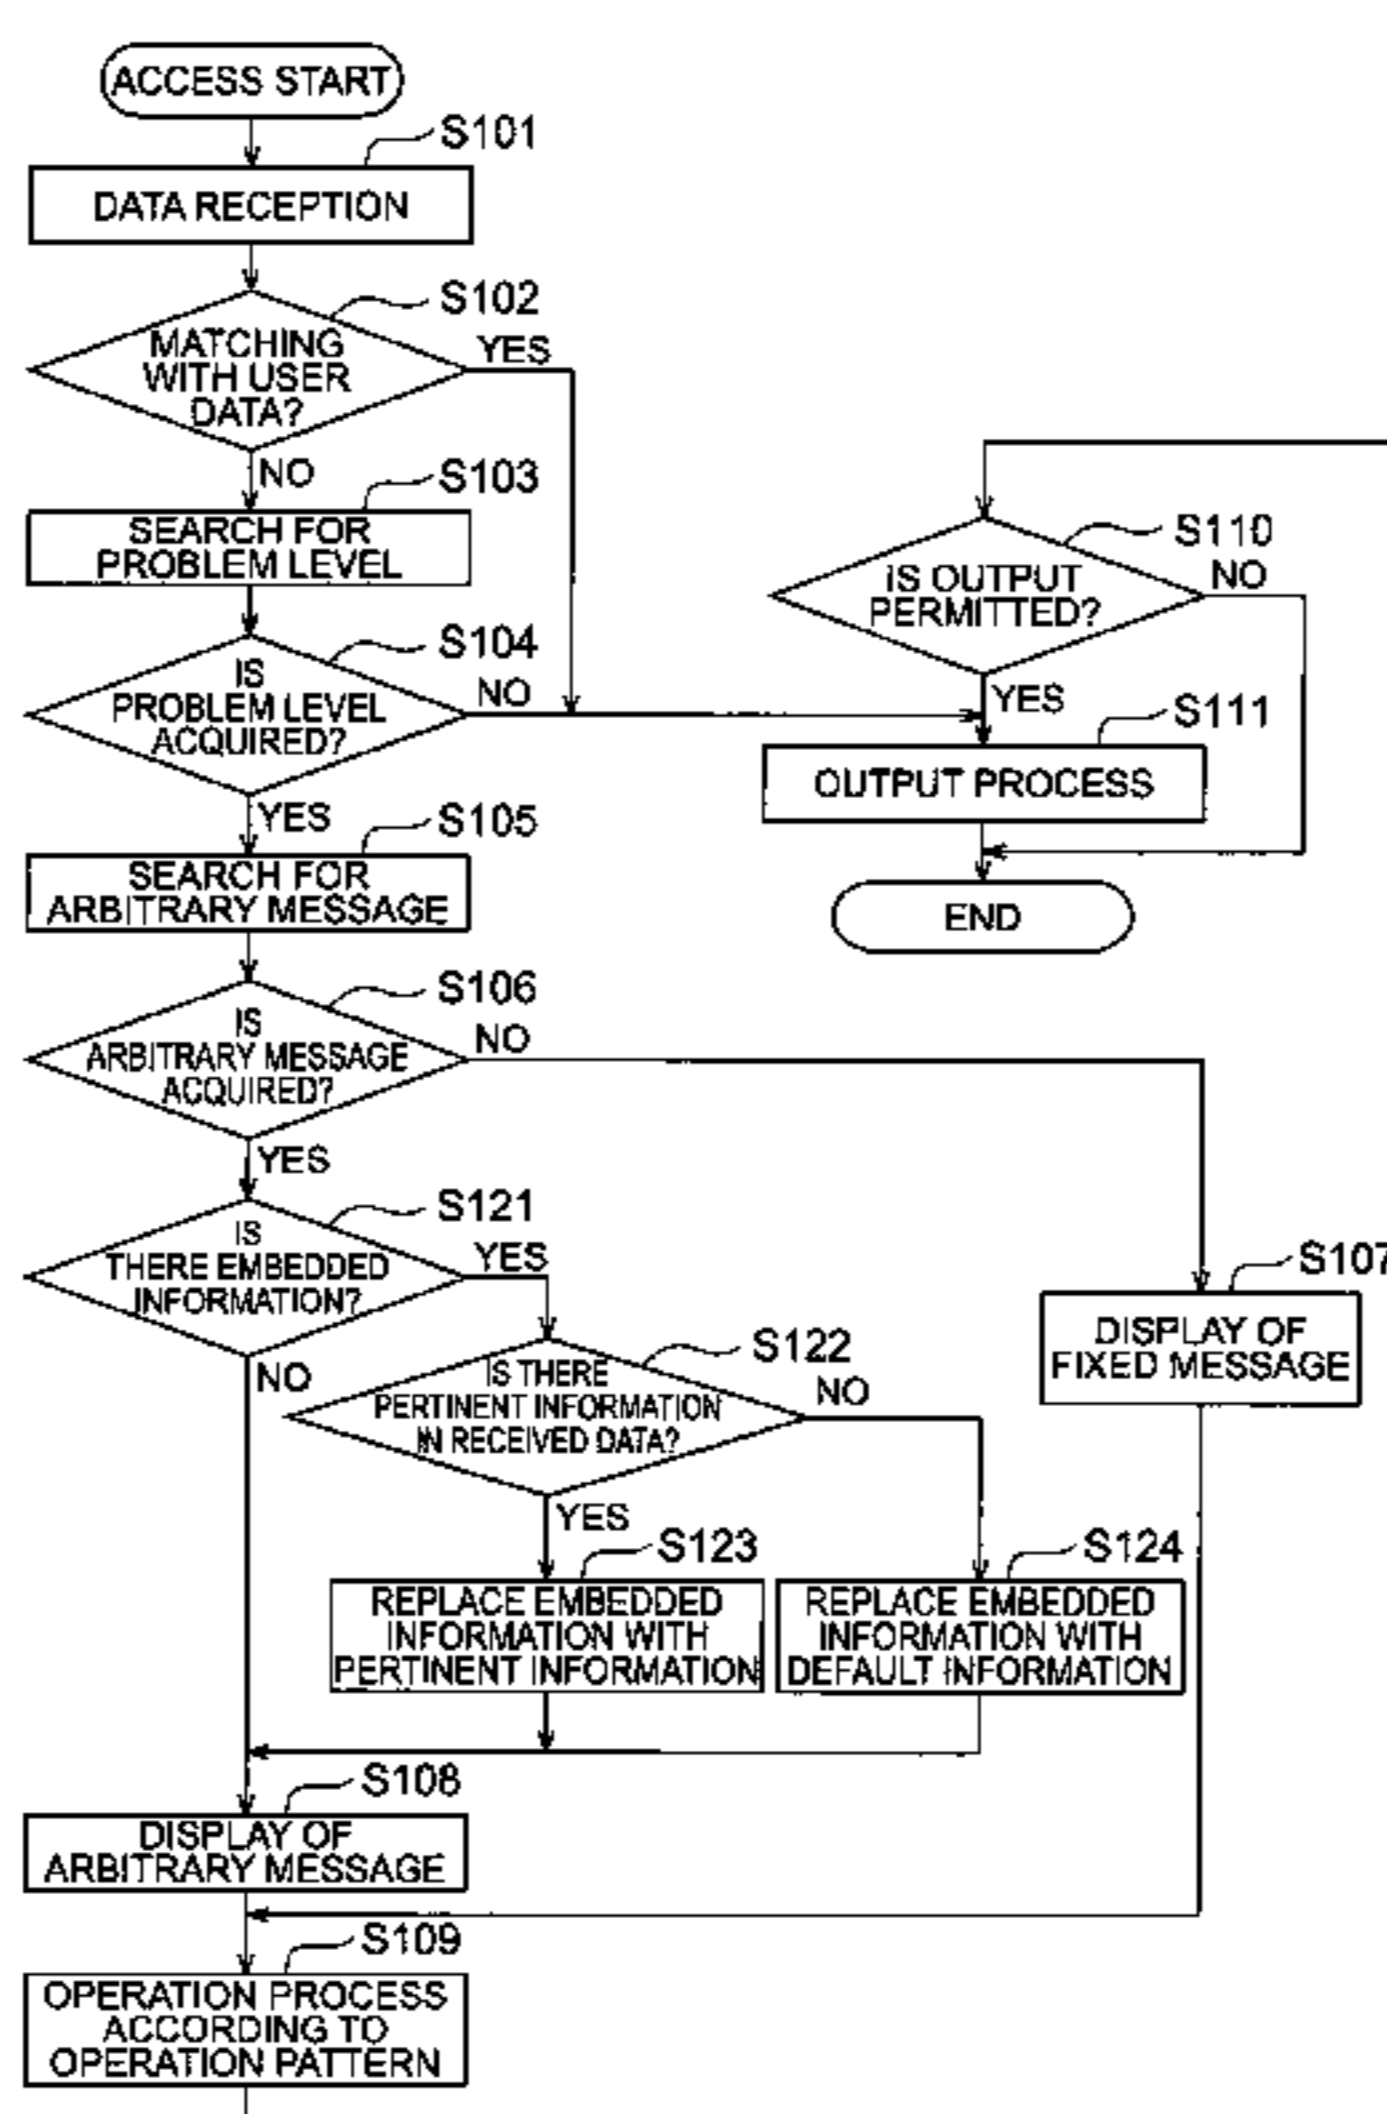 ACCESS START
S101
DATA RECEPTION
S102
MATCHING
WITH USER
DATA?
YES
NO
S103
SEARCH FOR
PROBLEM LEVEL
S104
IS
PROBLEM LEVEL
ACQUIRED?
NO
YES
S105
SEARCH FOR
ARBITRARY MESSAGE
S106
IS
ARBITRARY MESSAGE
ACQUIRED?
NO
YES
S121
IS
THERE EMBEDDED
INFORMATION?
YES
NO
S122
IS THERE
PERTINENT INFORMATION
IN RECEIVED DATA?
NO
YES
S123
REPLACE EMBEDDED
INFORMATION WITH
PERTINENT INFORMATION
S124
REPLACE EMBEDDED
INFORMATION WITH
DEFAULT INFORMATION
S107
DISPLAY OF
FIXED MESSAGE
S108
DISPLAY OF
ARBITRARY MESSAGE
S109
OPERATION PROCESS
ACCORDING TO
OPERATION PATTERN
S110
IS OUTPUT
PERMITTED?
NO
YES
S111
OUTPUT PROCESS
END